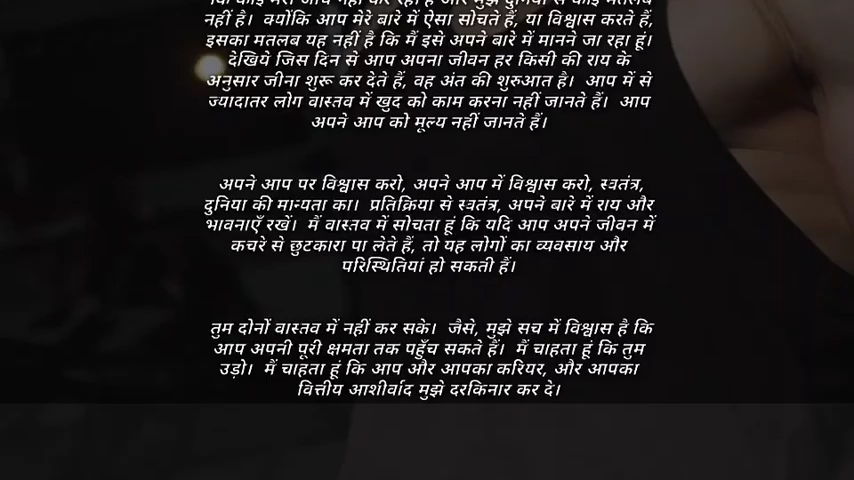 नहीं है।  क्योंकि आप मेरे बारे में ऐसा सोचते हैं, या विश्वास करते हैं,
इसका मतलब यह नहीं है कि मैं इसे अपने बारे में मानने जा रहा हूं।
देखिये जिस दिन से आप अपना जीवन हर किसी की राय के
अनुसार जीना शुरू कर देते हैं, वह अंत की शुरुआत है।  आप में से
ज्यादातर लोग वास्तव में खुद को काम करना नहीं जानते हैं।  आप
अपने आप को मूल्य नहीं जानते हैं।
अपने आप पर विश्वास करो, अपने आप में विश्वास करो, स्वतंत्र,
दुनिया की मान्यता का।  प्रतिक्रिया से स्वतंत्र, अपने बारे में राय और
भावनाएँ रखें।  मैं वास्तव में सोचता हूं कि यदि आप अपने जीवन में
कचरे से छुटकारा पा लेते हैं, तो यह लोगों का व्यवसाय और
परिस्थितियां हो सकती हैं।
तुम दोनों वास्तव में नहीं कर सके।  जैसे, मुझे सच में विश्वास है कि
आप अपनी पूरी क्षमता तक पहुँच सकते हैं।  मैं चाहता हूं कि तुम
उड़ो।  मैं चाहता हूं कि आप और आपका करियर, और आपका
वित्तीय आशीर्वाद मुझे दरकिनार कर दे।